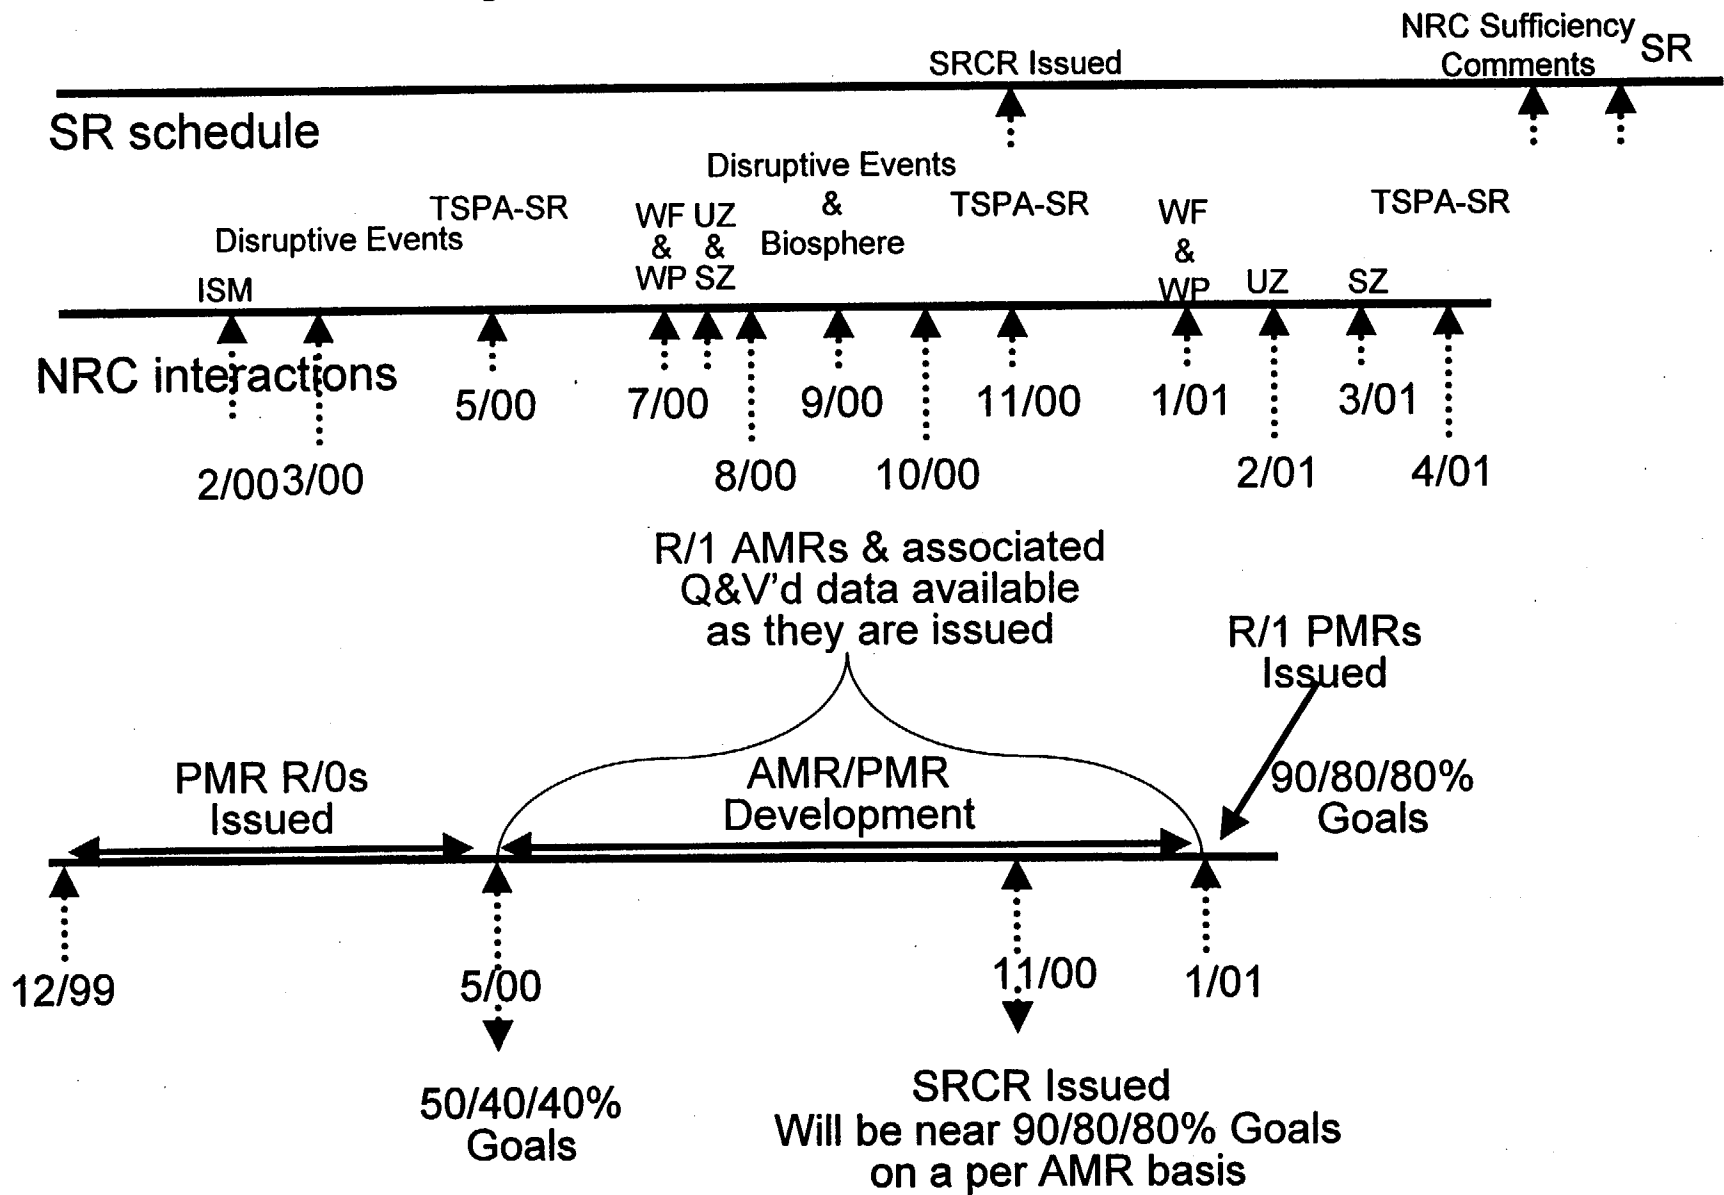 NRC Sufficiency
Comments
SR
SRCR Issued
SR schedule
Disruptive Events
&
Biosphere
TSPA-SR
TSPA-SR
TSPA-SR
Disruptive Events
WF
&
WP
UZ
&
SZ
WF
&
WP
ISM
UZ
SZ
NRC interactions
5/00
7/00
9/00
11/00
1/01
3/01
2/00
3/00
8/00
10/00
2/01
4/01
R/1 AMRs & associated
Q&V'd data available
as they are issued
R/1 PMRs
Issued
PMR R/0s
Issued
AMR/PMR
Development
90/80/80%
Goals
12/99
5/00
11/00
1/01
50/40/40%
Goals
SRCR Issued
Will be near 90/80/80% Goals
on a per AMR basis